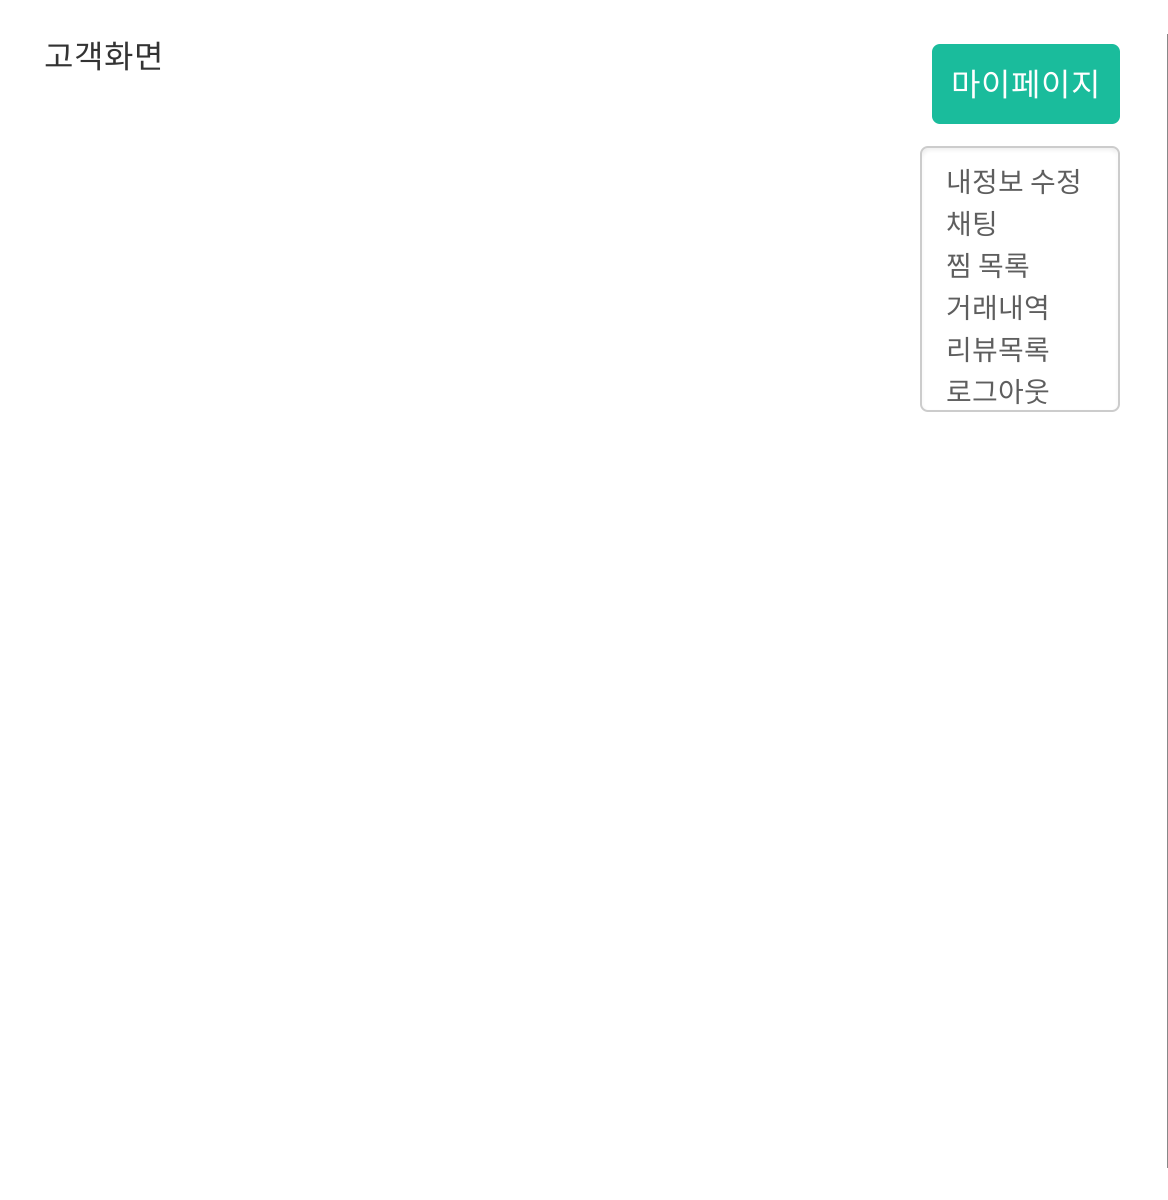 고객화면
마이페이지
내정보 수정
채팅
찜 목록
거래내역
리뷰목록
로그아웃